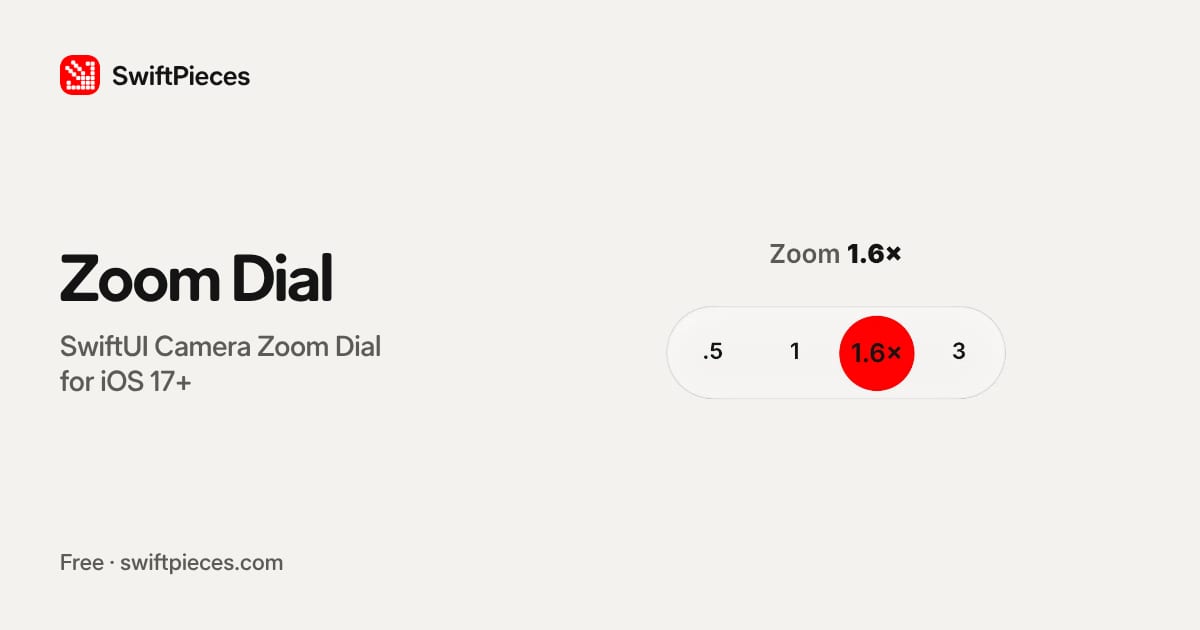 SwiftPieces
Zoom Dial
SwiftUI Camera Zoom Dial
for iOS 17+
Zoom 1.6×
.5 1 1.6× 3
Free · swiftpieces.com